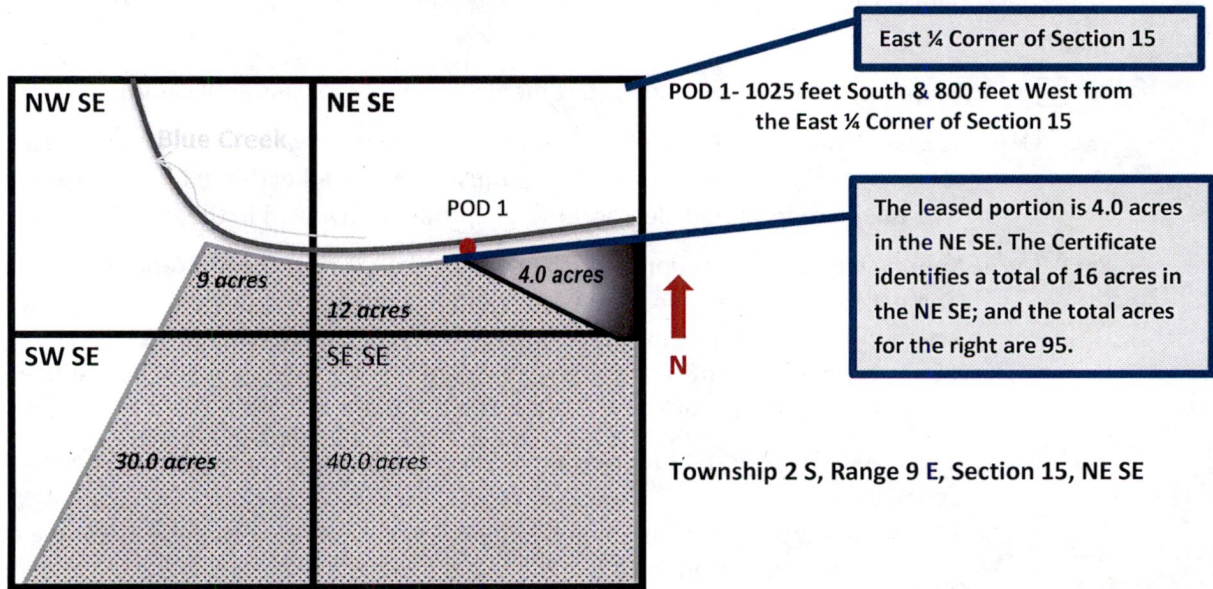 East ¼ Corner of Section 15
NW SE
NE SE
POD 1- 1025 feet South & 800 feet West from
the East ¼ Corner of Section 15
Blue Creek
POD 1
The leased portion is 4.0 acres
in the NE SE. The Certificate
identifies a total of 16 acres in
the NE SE; and the total acres
for the right are 95.
9 acres
4.0 acres
12 acres
N
SW SE
SE SE
30.0 acres
40.0 acres
Township 2 S, Range 9 E, Section 15, NE SE